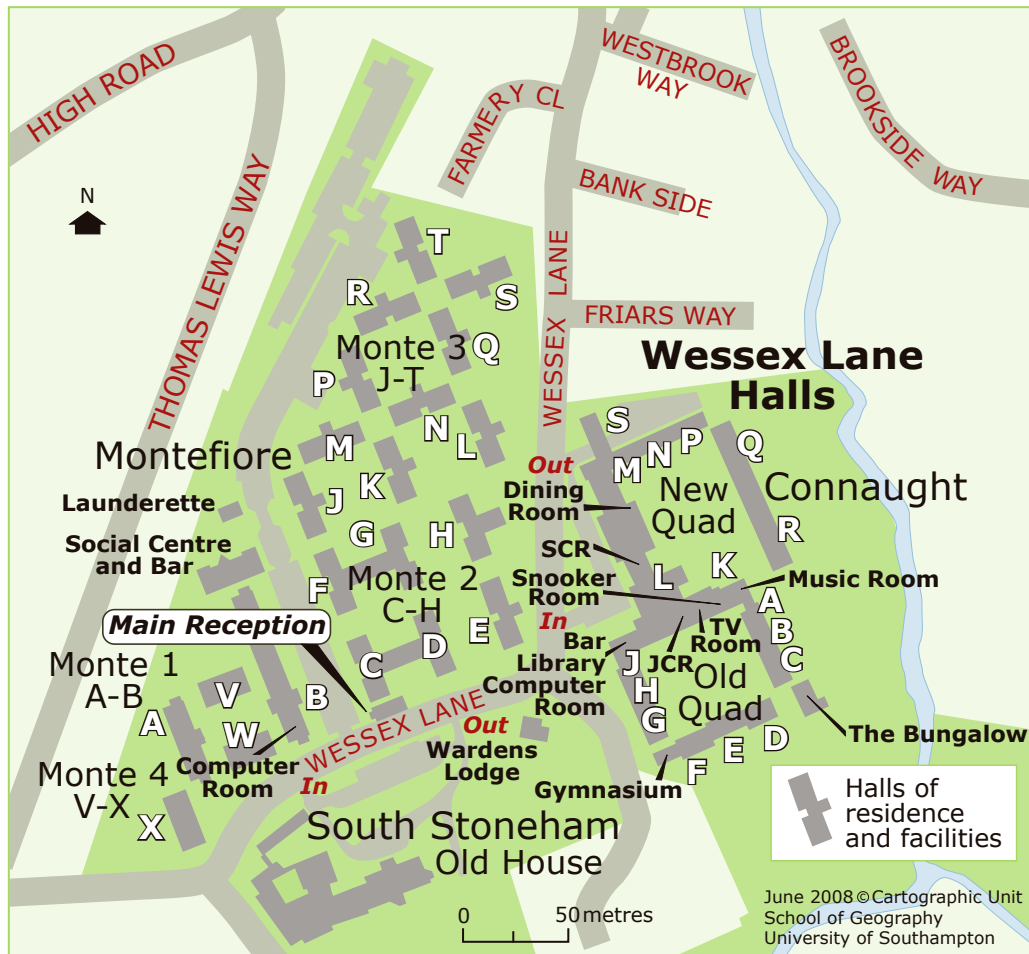 HIGH ROAD
THOMAS LEWIS WAY
FARMERY CL
WESTBROOK
WAY
BROOKSIDE WAY
BANK SIDE
WESSEX LANE
FRIARS WAY
N
Wessex Lane
Halls
T
R
S
Q
Monte 3
J-T
P
N
L
M
K
J
Montefiore
Launderette
Social Centre
and Bar
G
H
F
Monte 2
C-H
E
D
C
Main Reception
Monte 1
A-B
V
B
A
W
Computer
Room
In
Monte 4
V-X
X
WESSEX LANE
Out
Wardens
Lodge
South Stoneham
Old House
S
P
N
M
Q
Out
Dining
Room
New
Quad
Connaught
R
SCR
L
K
Snooker
Room
Music Room
In
A
TV
Room
B
Bar
Library
Computer
Room
J
JCR
C
H
Old
Quad
G
D
The Bungalow
E
F
Gymnasium
Halls of
residence
and facilities
0 50 metres
June 2008 © Cartographic Unit
School of Geography
University of Southampton